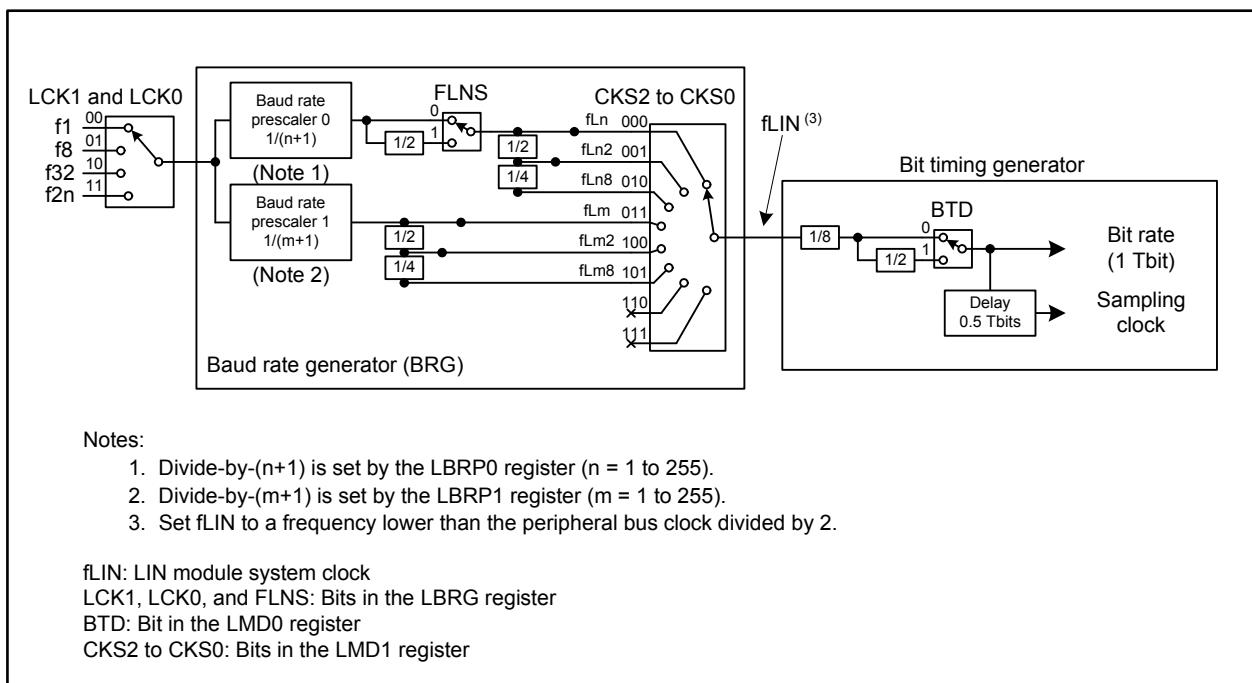 LCK1 and LCK0
00
f1
01
f8
10
f32
11
f2n
Baud rate
prescaler 0
1/(n+1)
(Note 1)
Baud rate
prescaler 1
1/(m+1)
(Note 2)
FLNS
0
1
1/2
CKS2 to CKS0
fLn 000
1/2
fLn2 001
1/4
fLn8 010
fLm 011
1/2
fLm2 100
1/4
fLm8 101
110
111
Baud rate generator (BRG)
fLIN (3)
Bit timing generator
1/8
BTD
0
1
1/2
Bit rate
(1 Tbit)
Delay
0.5 Tbits
Sampling
clock
Notes:
1. Divide-by-(n+1) is set by the LBRP0 register (n = 1 to 255).
2. Divide-by-(m+1) is set by the LBRP1 register (m = 1 to 255).
3. Set fLIN to a frequency lower than the peripheral bus clock divided by 2.
fLIN: LIN module system clock
LCK1, LCK0, and FLNS: Bits in the LBRG register
BTD: Bit in the LMD0 register
CKS2 to CKS0: Bits in the LMD1 register